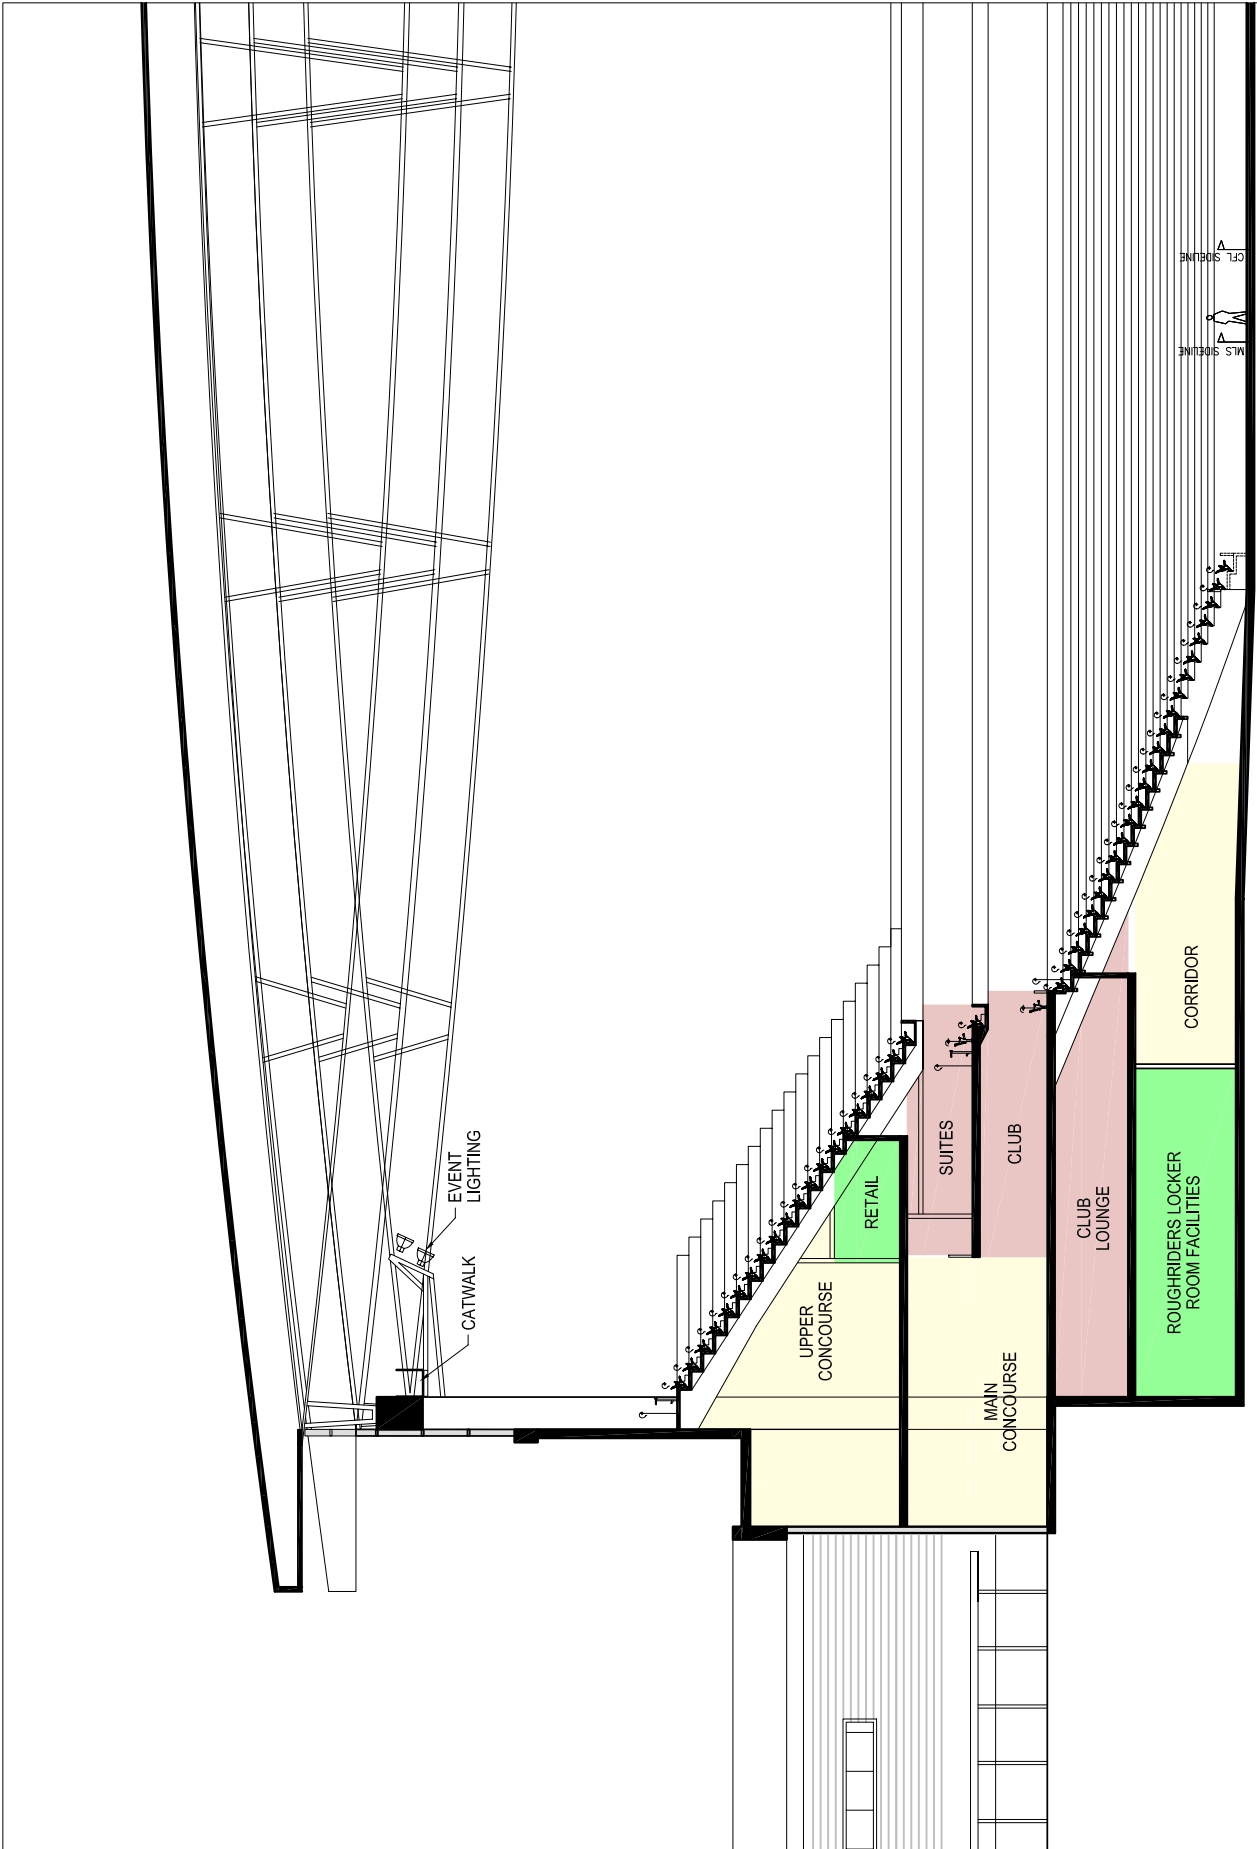 EVENT
LIGHTING
CATWALK
UPPER
CONCOURSE
RETAIL
SUITES
CLUB
MAIN
CONCOURSE
CLUB
LOUNGE
CORRIDOR
ROUGHRIDERS LOCKER
ROOM FACILITIES
MLS SIDELINE
CFL SIDELINE